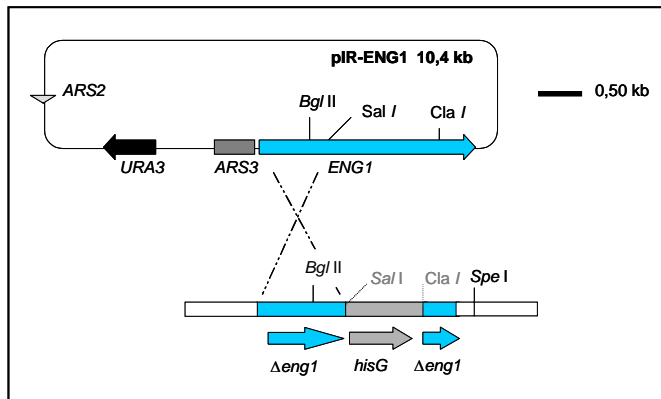 pIR-ENG1 10,4 kb
ARS2
0,50 kb
Bgl II
Sal I
Cla I
URA3
ARS3
ENG1
Bgl II
Sal I
Cla I
Spe I
Δeng1
hisG
Δeng1